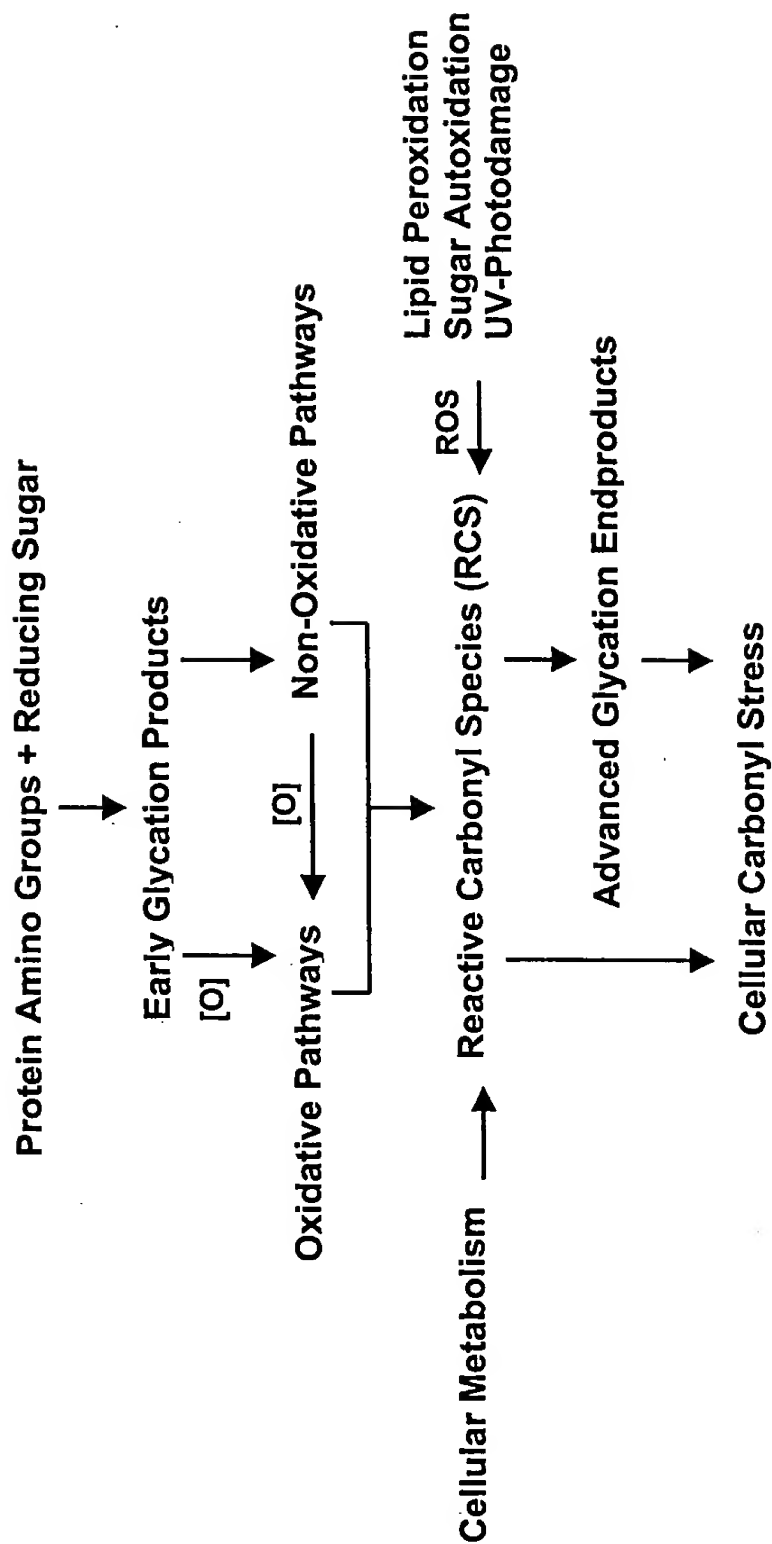 Protein Amino Groups + Reducing Sugar
Early Glycation Products
[O]
Oxidative Pathways
[O]
Non-Oxidative Pathways
Cellular Metabolism
Reactive Carbonyl Species (RCS)
ROS
Lipid Peroxidation
Sugar Autoxidation
UV-Photodamage
Advanced Glycation Endproducts
Cellular Carbonyl Stress